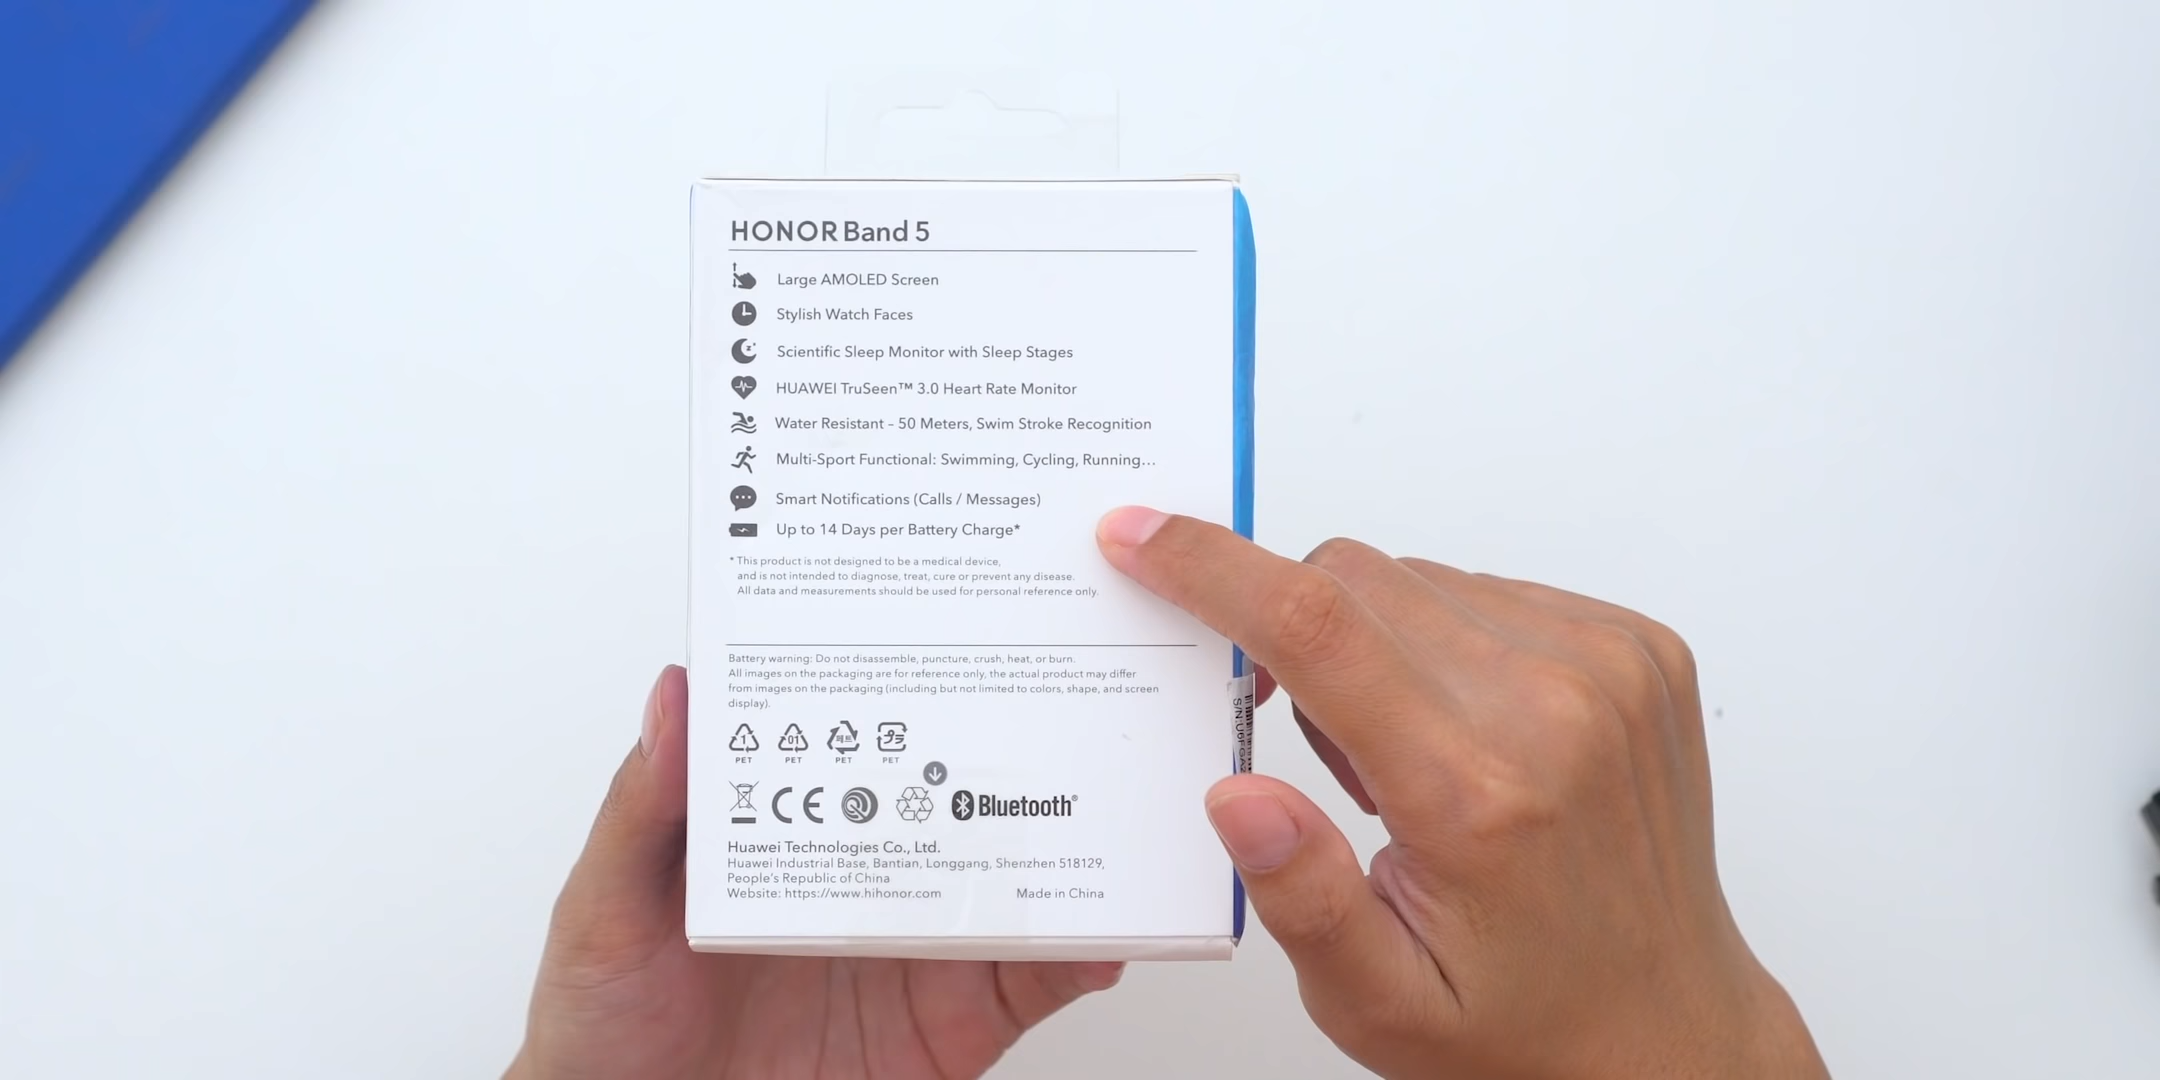 HONOR Band 5
Large AMOLED Screen
Stylish Watch Faces
Scientific Sleep Monitor with Sleep Stages
HUAWEI TruSeen™ 3.0 Heart Rate Monitor
Water Resistant – 50 Meters, Swim Stroke Recognition
Multi-Sport Functional: Swimming, Cycling, Running...
Smart Notifications (Calls / Messages)
Up to 14 Days per Battery Charge*
* This product is not designed to be a medical device,
and is not intended to diagnose, treat, cure or prevent any disease.
All data and measurements should be used for personal reference only.
Battery warning: Do not disassemble, puncture, crush, heat, or burn.
All images on the packaging are for reference only, the actual product may differ
from images on the packaging (including but not limited to colors, shape, and screen
display).
1 01 페트 プラ
PET PET PET PET
CE Bluetooth®
Huawei Technologies Co., Ltd.
Huawei Industrial Base, Bantian, Longgang, Shenzhen 518129,
People's Republic of China
Website: https://www.hihonor.com Made in China